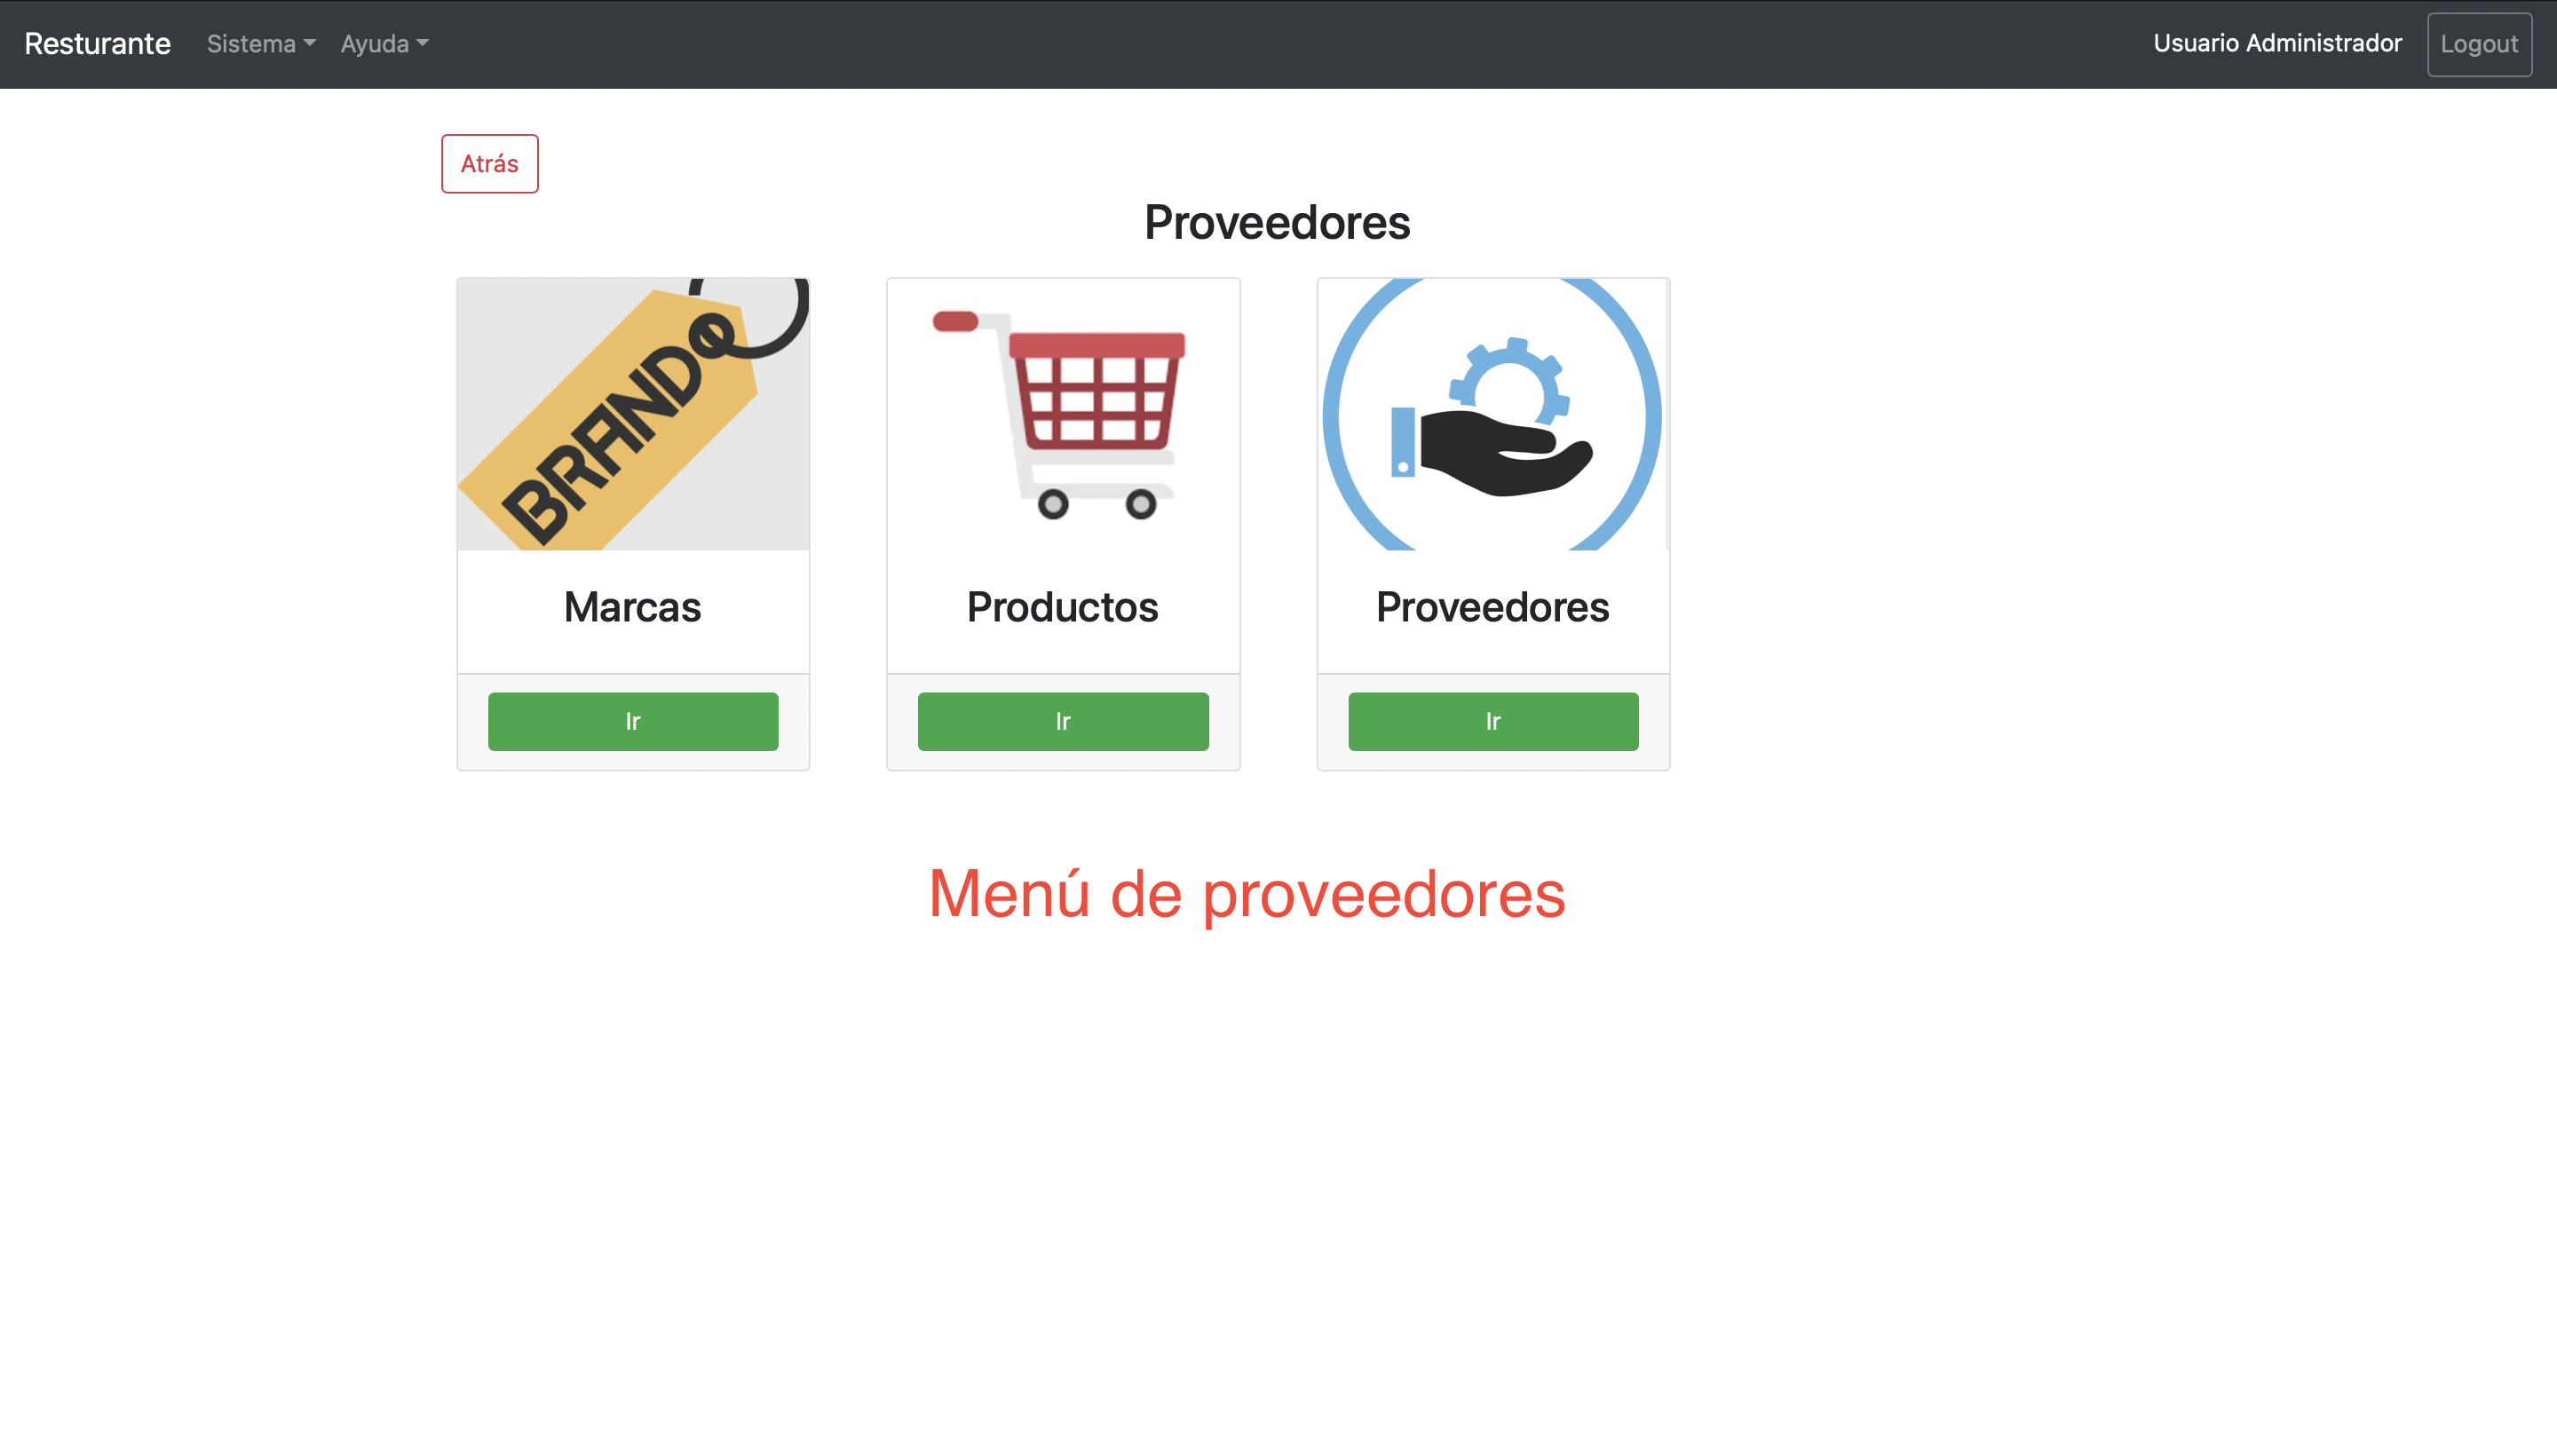 Resturante Sistema Ayuda Usuario Administrador Logout
Atrás
Proveedores
BRAND
Marcas Productos Proveedores
Ir Ir Ir
Menú de proveedores